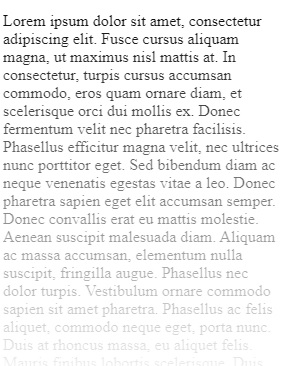 Lorem ipsum dolor sit amet, consectetur
adipiscing elit. Fusce cursus aliquam
magna, ut maximus nisl mattis at. In
consectetur, turpis cursus accumsan
commodo, eros quam ornare diam, et
scelerisque orci dui mollis ex. Donec
fermentum velit nec pharetra facilisis.
Phasellus efficitur magna velit, nec ultrices
nunc porttitor eget. Sed bibendum diam ac
neque venenatis egestas vitae a leo. Donec
pharetra sapien eget elit accumsan semper.
Donec convallis erat eu mattis molestie.
Aenean suscipit malesuada diam. Aliquam
ac massa accumsan, elementum nulla
suscipit, fringilla augue. Phasellus nec
dolor turpis. Vestibulum ornare commodo
sapien sit amet pharetra. Phasellus ac felis
aliquet, commodo neque eget, porta nunc.
Duis at rhoncus massa, eu aliquet felis.
Mauris finibus lobortis scelerisque. Duis